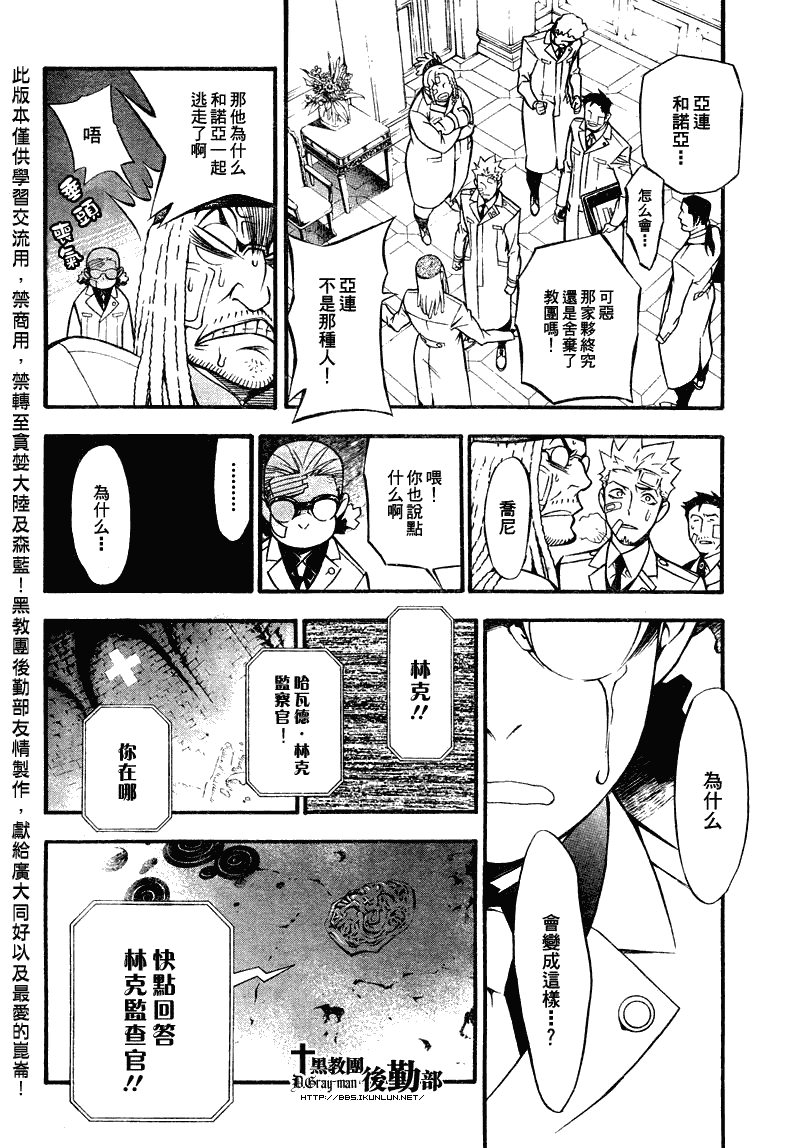 亞連
和諾亞…
怎么會…
可惡
那家夥終究
還是舍棄了
教團嗎！
亞連
不是那種人！
那他為什么
和諾亞一起
逃走了啊
唔
垂頭
喪氣
喬尼
喂！
你也說點
什么啊
………
為什么…
為什么
會變成這樣…?
林克!!
哈瓦德·林克
監察官！
你在哪
快點回答
林克監查官!!
黑教團
D.Gray-man
後勤部
HTTP://BBS.IKUNLUN.NET/
此版本僅供學習交流用，禁商用，禁轉至貪婪大陸及森藍！黑教團後勤部友情製作，獻給廣大同好以及最愛的崑崙！